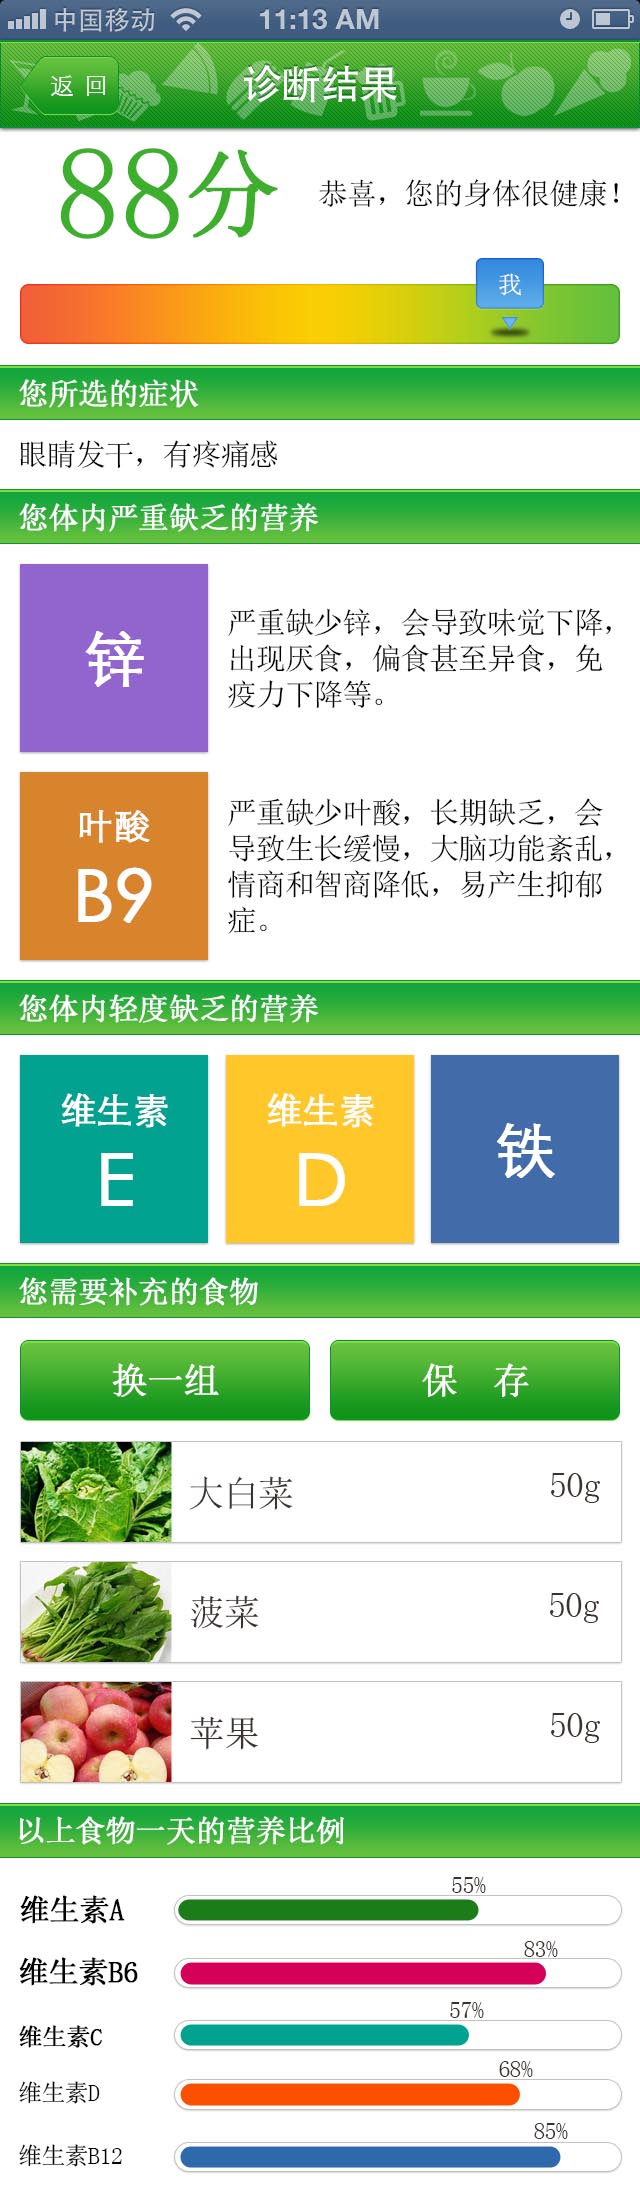 中国移动 11:13 AM
返 回 诊断结果
88分 恭喜，您的身体很健康！
我
您所选的症状
眼睛发干，有疼痛感
您体内严重缺乏的营养
锌
严重缺少锌，会导致味觉下降，
出现厌食，偏食甚至异食，免
疫力下降等。
叶酸
B9
严重缺少叶酸，长期缺乏，会
导致生长缓慢，大脑功能紊乱，
情商和智商降低，易产生抑郁
症。
您体内轻度缺乏的营养
维生素
E
维生素
D
铁
您需要补充的食物
换一组 保 存
大白菜 50g
菠菜 50g
苹果 50g
以上食物一天的营养比例
维生素A 55%
维生素B6 83%
维生素C 57%
维生素D 68%
维生素B12 85%